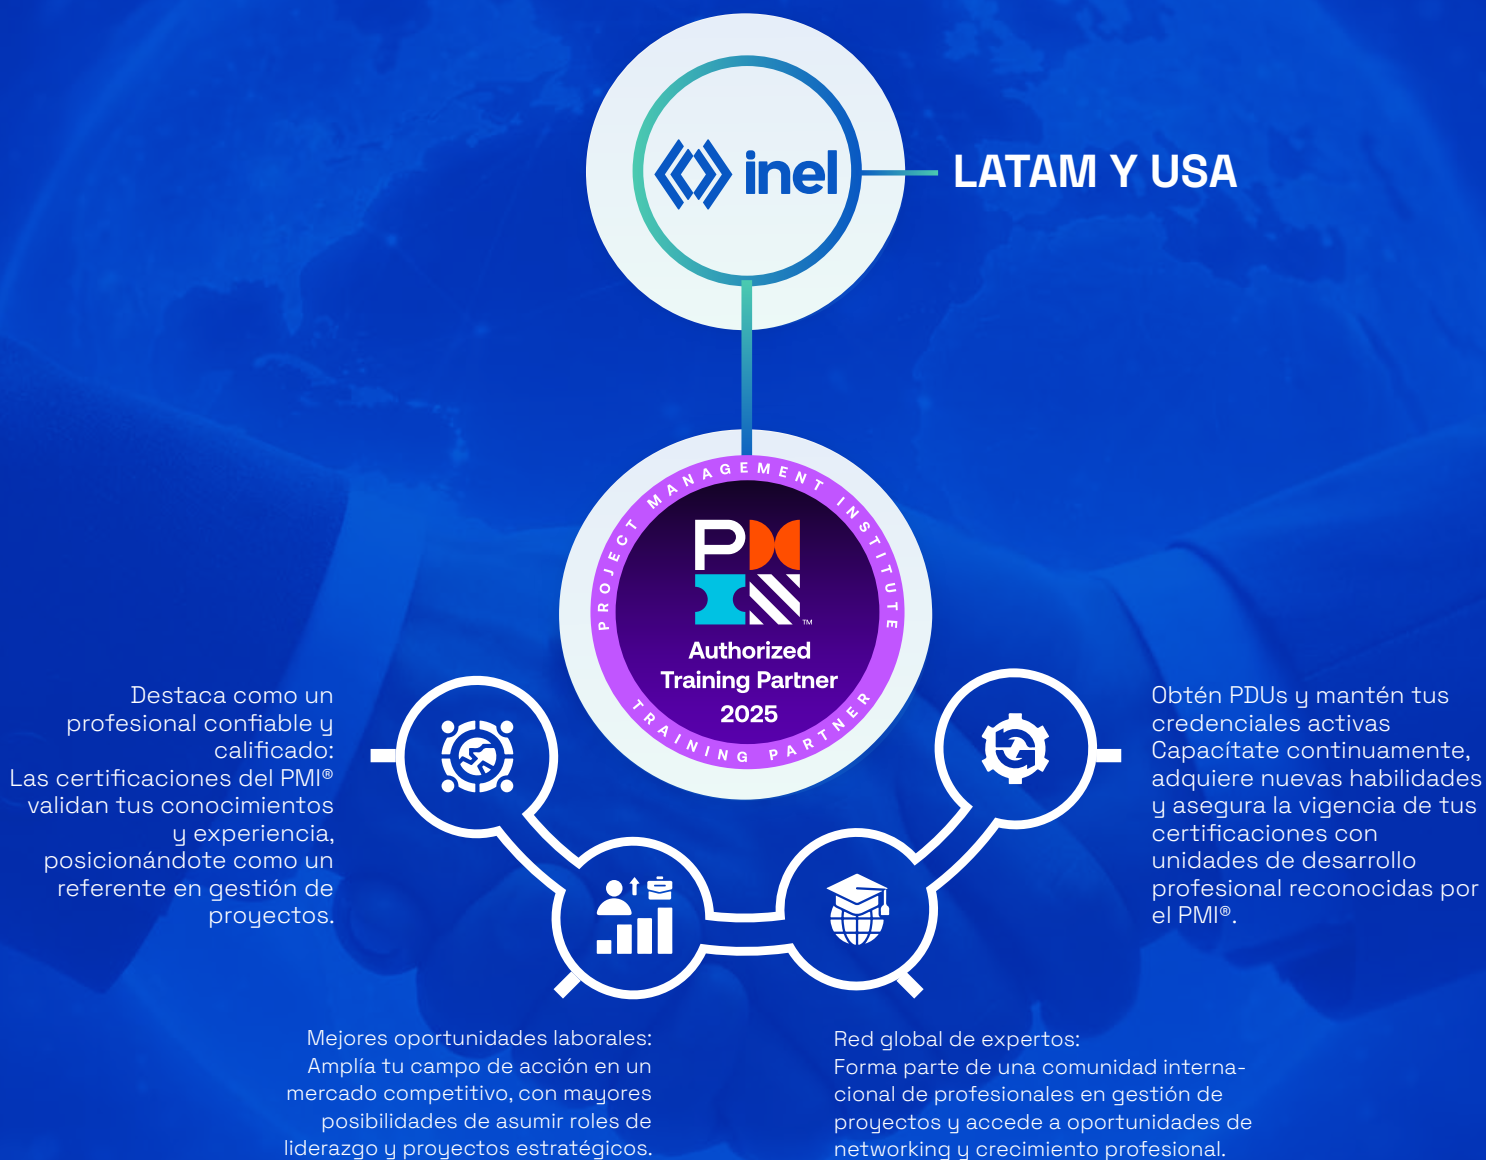 inel
LATAM Y USA
PROJECT MANAGEMENT INSTITUTE
PM
™
Authorized
Training Partner
2025
TRAINING PARTNER
Destaca como un
profesional confiable y
calificado:
Las certificaciones del PMI®
validan tus conocimientos
y experiencia,
posicionándote como un
referente en gestión de
proyectos.
Obtén PDUs y mantén tus
credenciales activas
Capacítate continuamente,
adquiere nuevas habilidades
y asegura la vigencia de tus
certificaciones con
unidades de desarrollo
profesional reconocidas por
el PMI®.
Mejores oportunidades laborales:
Amplía tu campo de acción en un
mercado competitivo, con mayores
posibilidades de asumir roles de
liderazgo y proyectos estratégicos.
Red global de expertos:
Forma parte de una comunidad interna-
cional de profesionales en gestión de
proyectos y accede a oportunidades de
networking y crecimiento profesional.